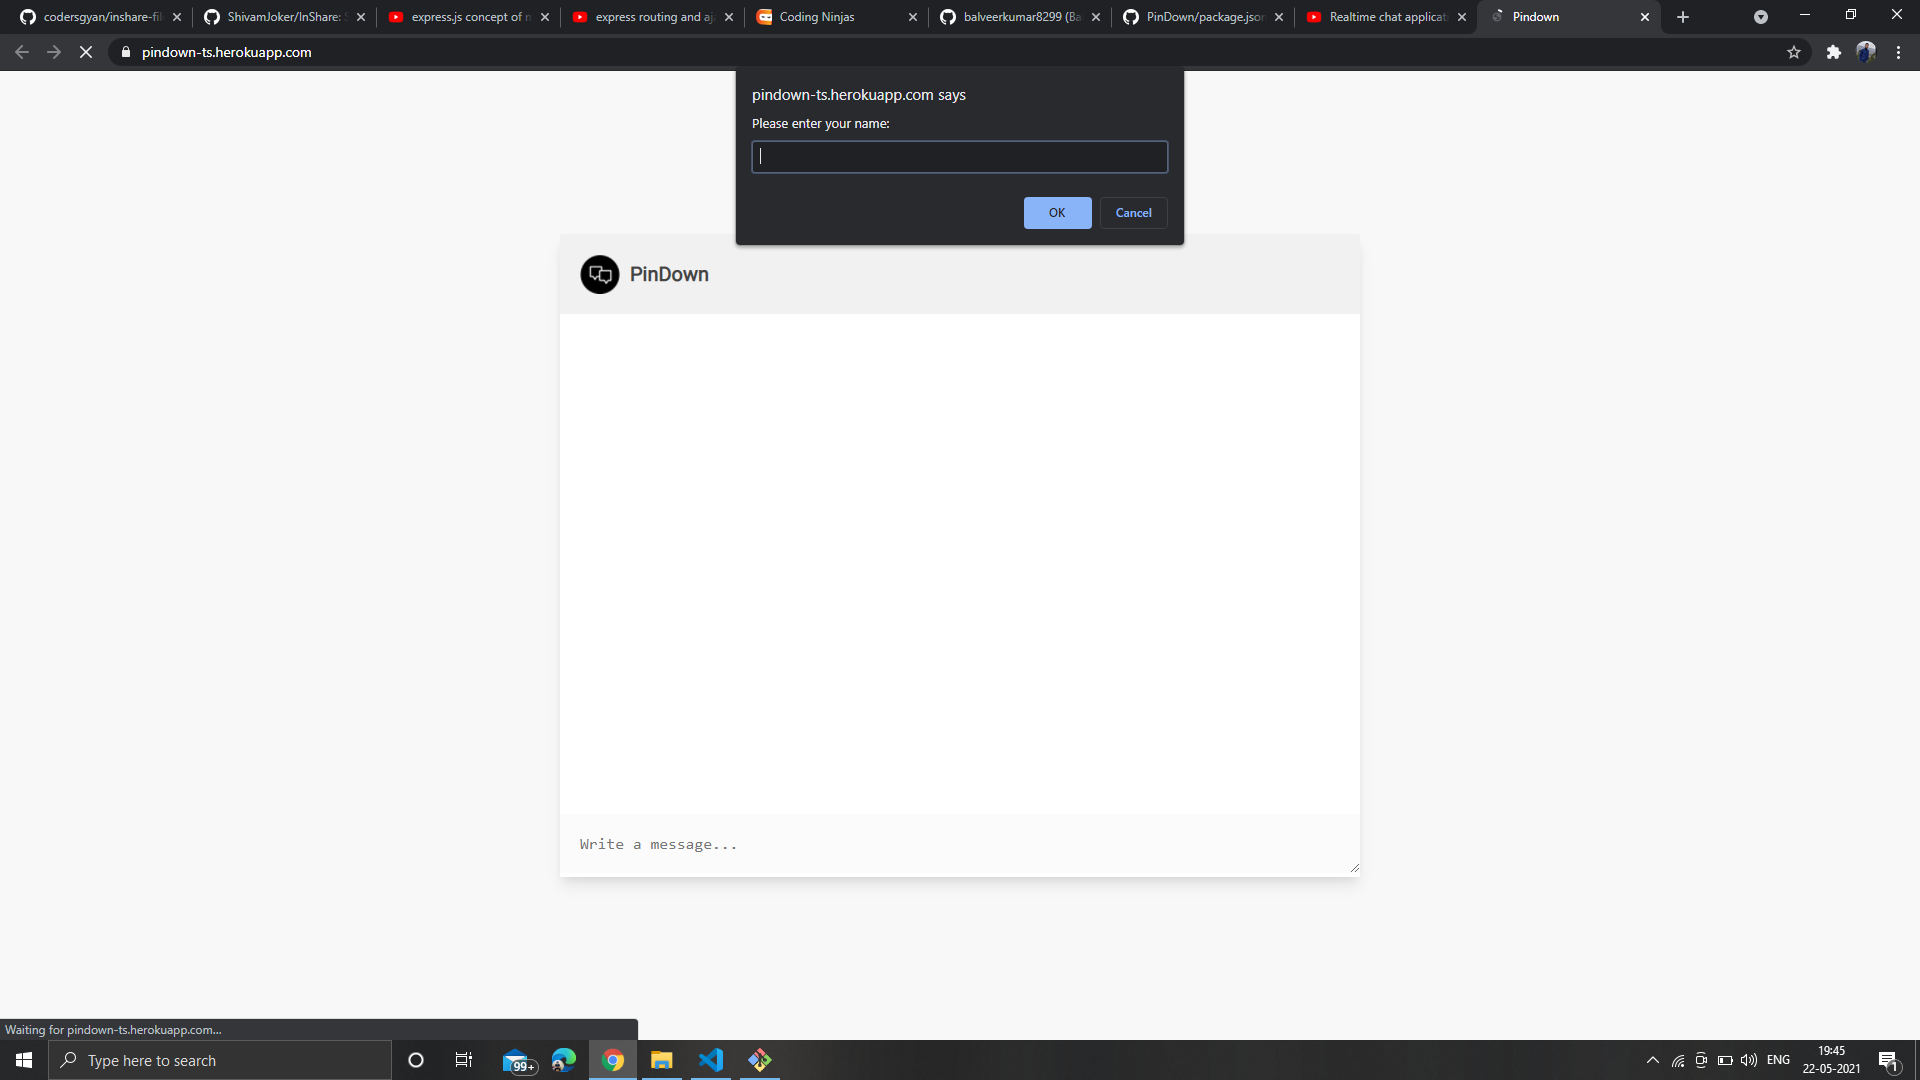 codersgyan/inshare-fil
ShivamJoker/InShare: S
express.js concept of m
express routing and aja
Coding Ninjas
balveerkumar8299 (Ba
PinDown/package.json
Realtime chat applicati
Pindown
pindown-ts.herokuapp.com
pindown-ts.herokuapp.com says
Please enter your name:
OK
Cancel
PinDown
Write a message...
Waiting for pindown-ts.herokuapp.com...
Type here to search
99+
ENG
19:45
22-05-2021
1